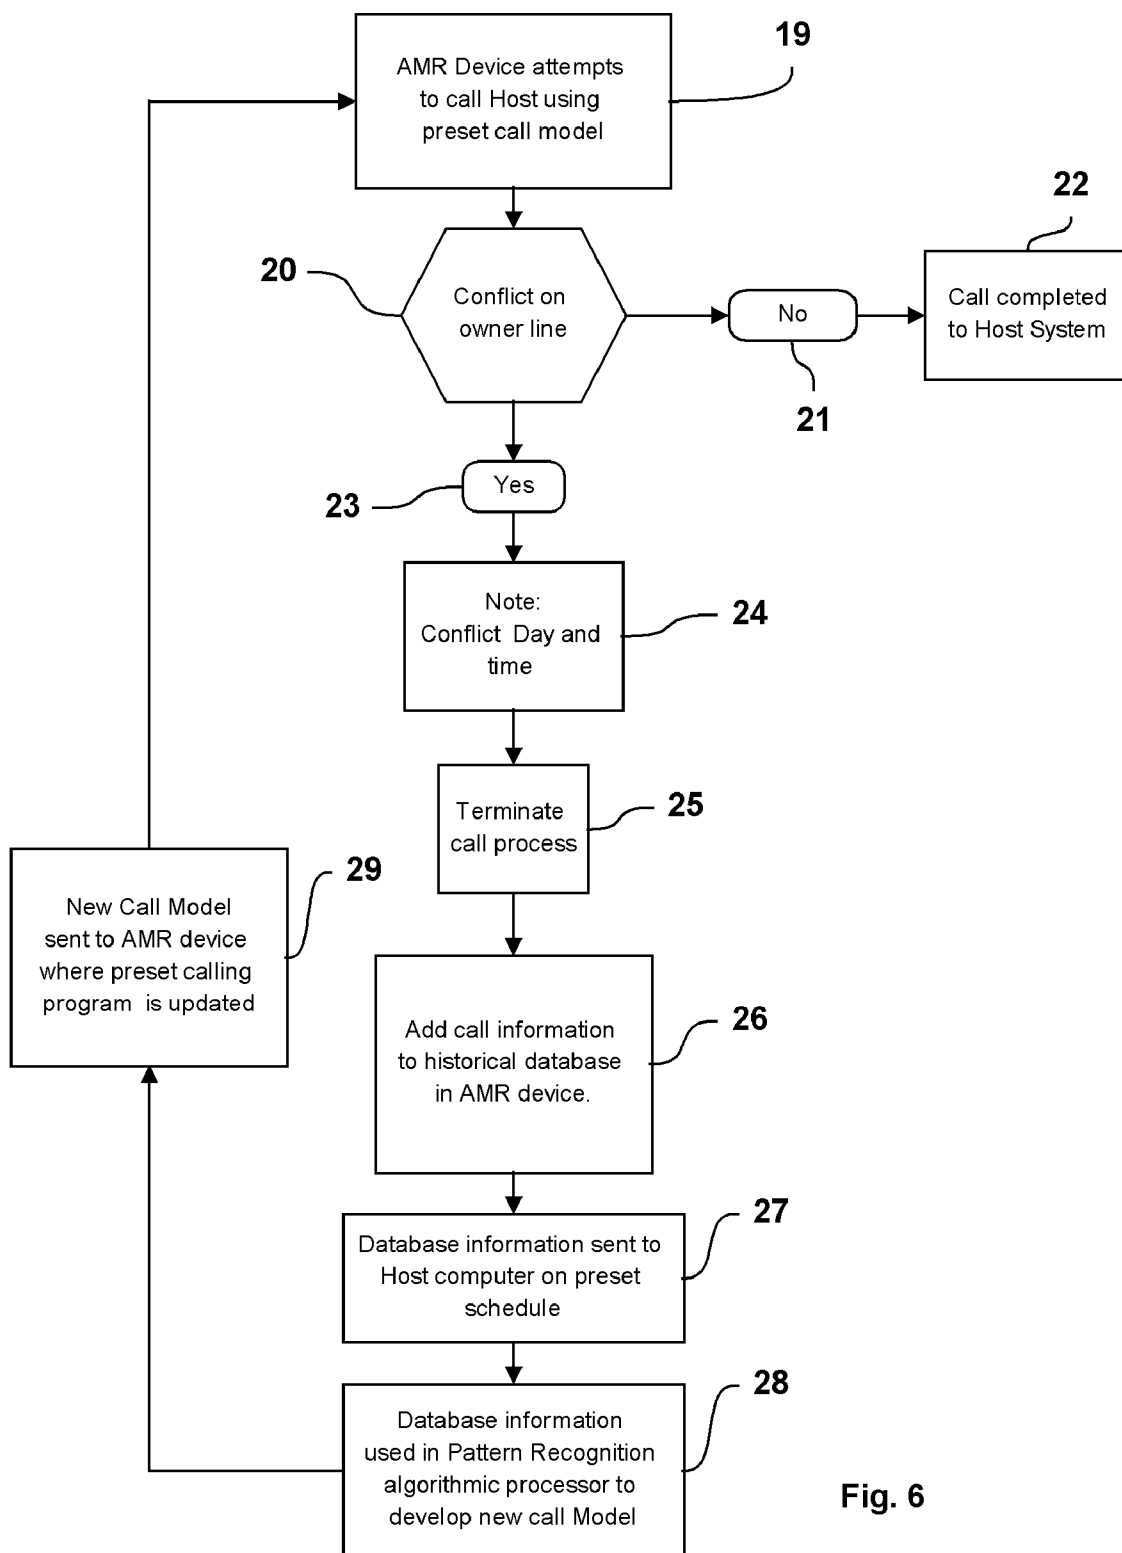 19
AMR Device attempts
to call Host using
preset call model
22
20
Conflict on
owner line
No
Call completed
to Host System
21
Yes
23
Note:
Conflict Day and
time
24
Terminate
call process
25
29
New Call Model
sent to AMR device
where preset calling
program is updated
26
Add call information
to historical database
in AMR device.
27
Database information sent to
Host computer on preset
schedule
28
Database information
used in Pattern Recognition
algorithmic processor to
develop new call Model
Fig. 6